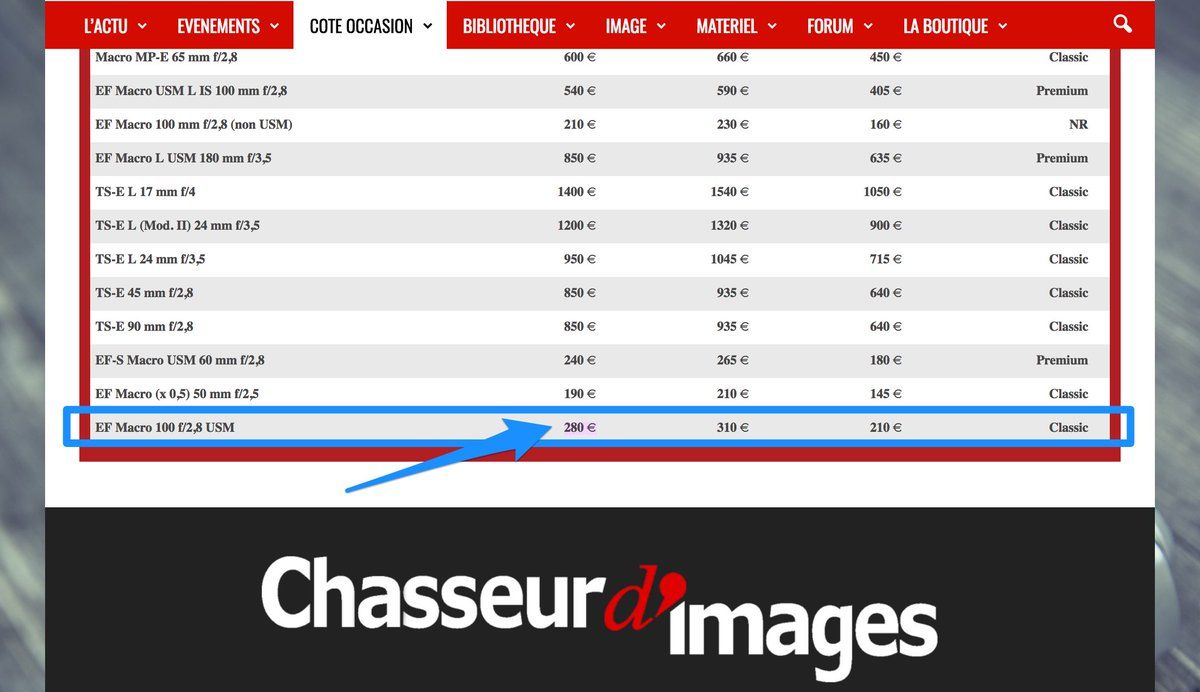 L'ACTU EVENEMENTS COTE OCCASION BIBLIOTHEQUE IMAGE MATERIEL FORUM LA BOUTIQUE
Macro MP-E 65 mm f/2,8 600 € 660 € 450 € Classic
EF Macro USM L IS 100 mm f/2,8 540 € 590 € 405 € Premium
EF Macro 100 mm f/2,8 (non USM) 210 € 230 € 160 € NR
EF Macro L USM 180 mm f/3,5 850 € 935 € 635 € Premium
TS-E L 17 mm f/4 1400 € 1540 € 1050 € Classic
TS-E L (Mod. II) 24 mm f/3,5 1200 € 1320 € 900 € Classic
TS-E L 24 mm f/3,5 950 € 1045 € 715 € Classic
TS-E 45 mm f/2,8 850 € 935 € 640 € Classic
TS-E 90 mm f/2,8 850 € 935 € 640 € Classic
EF-S Macro USM 60 mm f/2,8 240 € 265 € 180 € Premium
EF Macro (x 0,5) 50 mm f/2,5 190 € 210 € 145 € Classic
EF Macro 100 f/2,8 USM 280 € 310 € 210 € Classic
Chasseur d'images